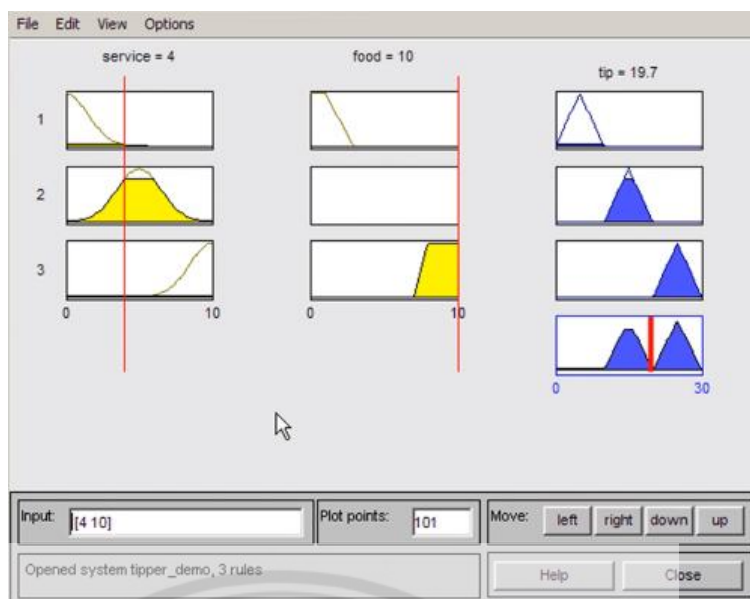 File Edit View Options
service = 4 food = 10 tip = 19.7
1
2
3
0 10 0 10
0 30
Input: [4 10] Plot points: 101 Move: left right down up
Opened system tipper_demo, 3 rules Help Close